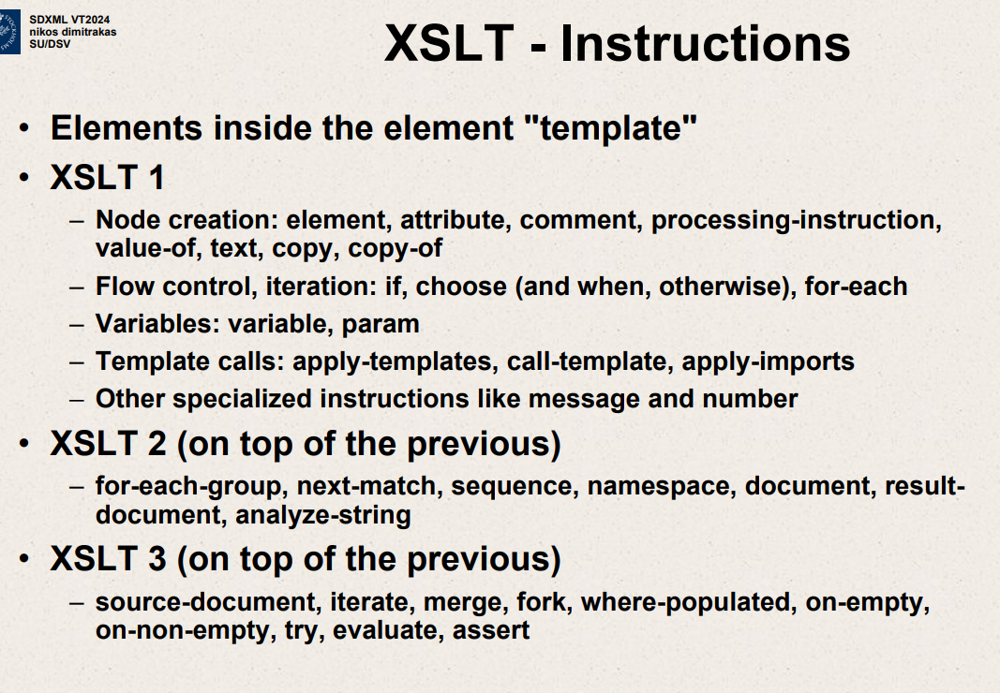 SDXML VT2024
nikos dimitrakas
SU/DSV
XSLT - Instructions
• Elements inside the element "template"
• XSLT 1
– Node creation: element, attribute, comment, processing-instruction,
value-of, text, copy, copy-of
– Flow control, iteration: if, choose (and when, otherwise), for-each
– Variables: variable, param
– Template calls: apply-templates, call-template, apply-imports
– Other specialized instructions like message and number
• XSLT 2 (on top of the previous)
– for-each-group, next-match, sequence, namespace, document, result-
document, analyze-string
• XSLT 3 (on top of the previous)
– source-document, iterate, merge, fork, where-populated, on-empty,
on-non-empty, try, evaluate, assert